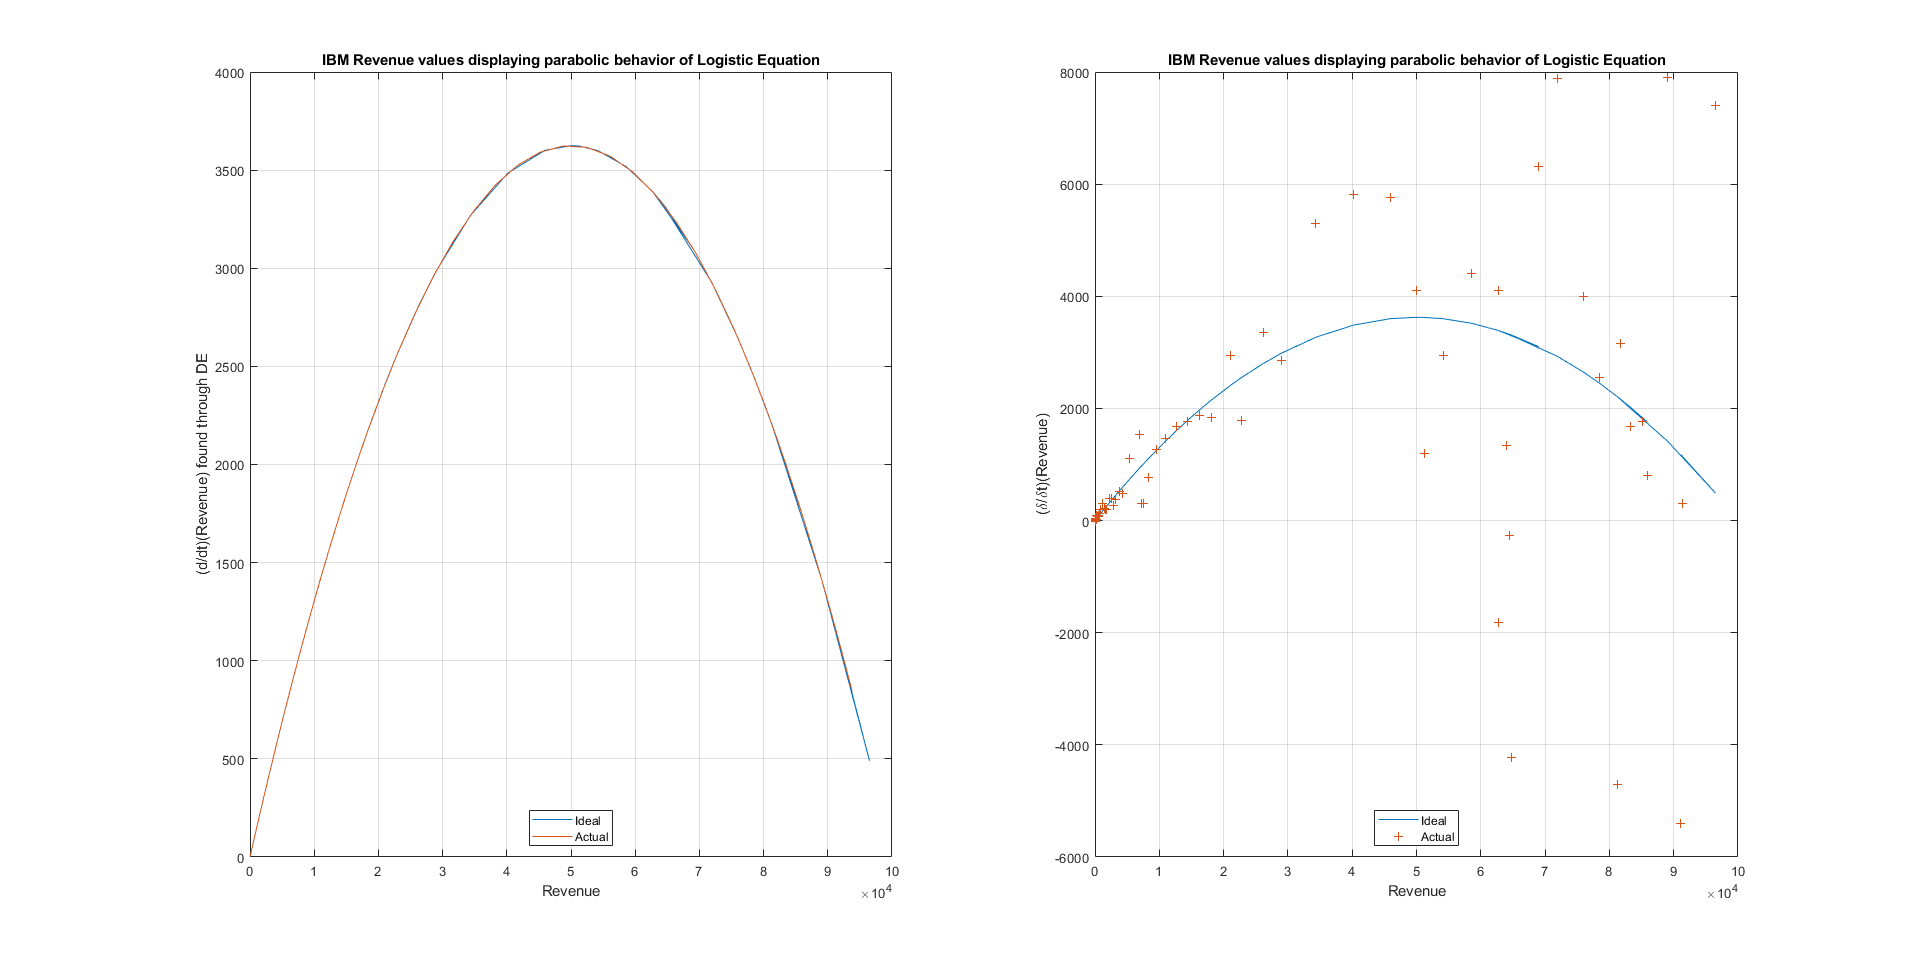 IBM Revenue values displaying parabolic behavior of Logistic Equation
4000
3500
3000
2500
2000
1500
1000
500
0
(d/dt)(Revenue) found through DE
Ideal
Actual
0 1 2 3 4 5 6 7 8 9 10
Revenue
×10⁴
IBM Revenue values displaying parabolic behavior of Logistic Equation
8000
6000
4000
2000
0
-2000
-4000
-6000
(δ/δt)(Revenue)
Ideal
Actual
0 1 2 3 4 5 6 7 8 9 10
Revenue
×10⁴